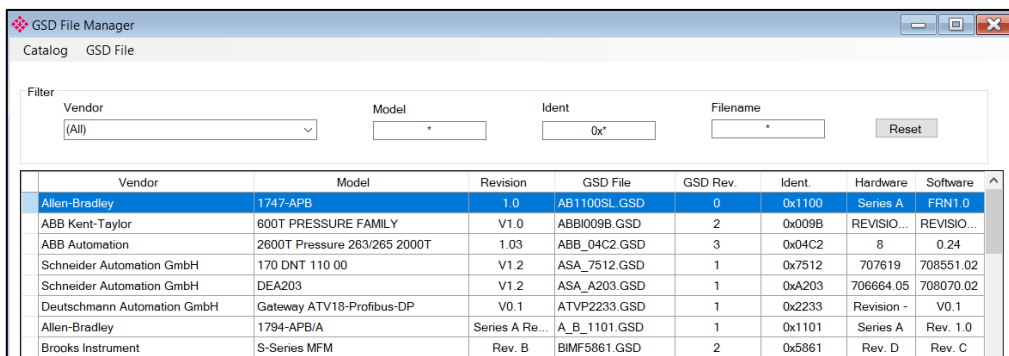 GSD File Manager
Catalog GSD File
Filter
Vendor Model Ident Filename
(All) * 0x* * Reset
Vendor Model Revision GSD File GSD Rev. Ident. Hardware Software
Allen-Bradley 1747-APB 1.0 AB1100SL.GSD 0 0x1100 Series A FRN1.0
ABB Kent-Taylor 600T PRESSURE FAMILY V1.0 ABBI009B.GSD 2 0x009B REVISIO... REVISIO...
ABB Automation 2600T Pressure 263/265 2000T 1.03 ABB_04C2.GSD 3 0x04C2 8 0.24
Schneider Automation GmbH 170 DNT 110 00 V1.2 ASA_7512.GSD 1 0x7512 707619 708551.02
Schneider Automation GmbH DEA203 V1.2 ASA_A203.GSD 1 0xA203 706664.05 708070.02
Deutschmann Automation GmbH Gateway ATV18-Profibus-DP V0.1 ATVP2233.GSD 1 0x2233 Revision - V0.1
Allen-Bradley 1794-APB/A Series A Re... A_B_1101.GSD 1 0x1101 Series A Rev. 1.0
Brooks Instrument S-Series MFM Rev. B BIMF5861.GSD 2 0x5861 Rev. D Rev. C